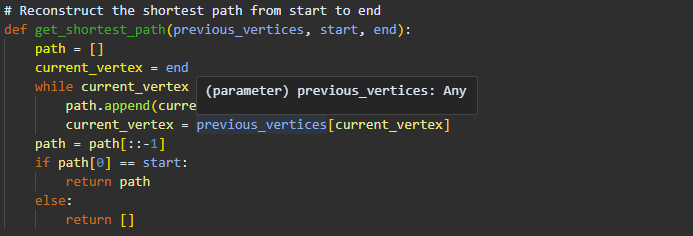 # Reconstruct the shortest path from start to end
def get_shortest_path(previous_vertices, start, end):
    path = []
    current_vertex = end
    while current_vertex
(parameter) previous_vertices: Any
        path.append(curre
        current_vertex = previous_vertices[current_vertex]
    path = path[::-1]
    if path[0] == start:
        return path
    else:
        return []